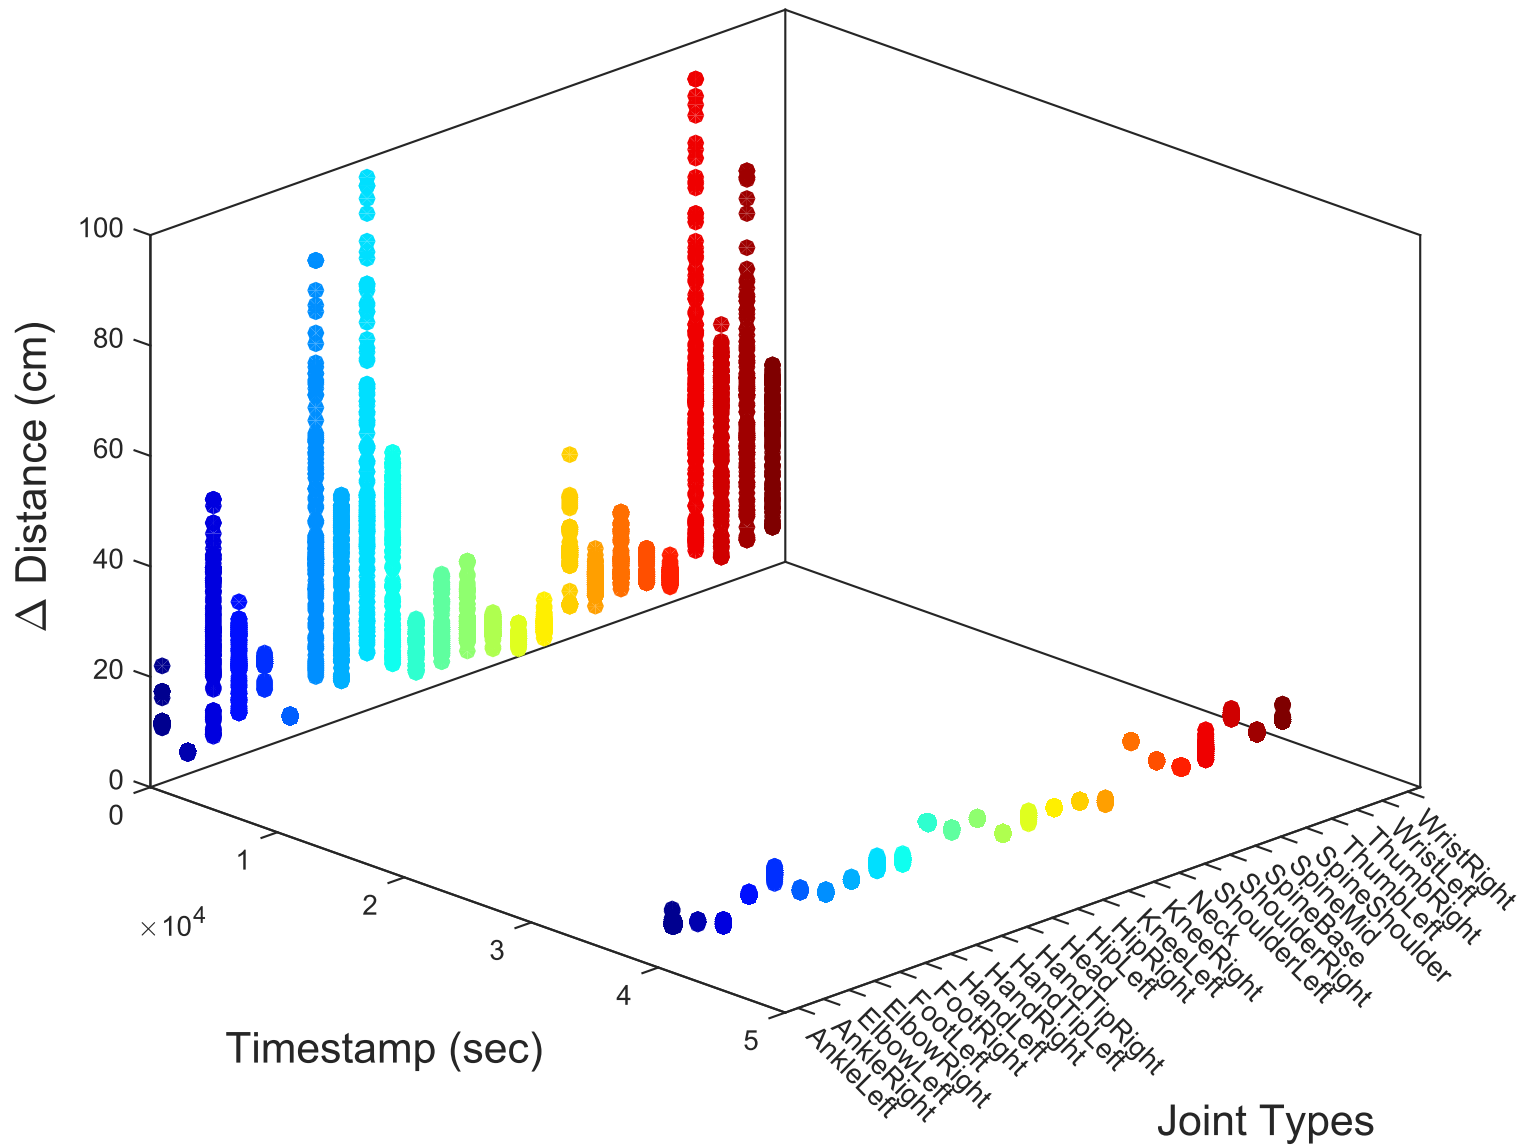 Δ Distance (cm)
100
80
60
40
20
0
0
1
2
3
4
5
×10^4
Timestamp (sec)
AnkleLeft
AnkleRight
ElbowLeft
ElbowRight
FootLeft
FootRight
HandLeft
HandRight
HandTipLeft
HandTipRight
Head
HipLeft
HipRight
KneeLeft
KneeRight
Neck
ShoulderLeft
ShoulderRight
SpineBase
SpineMid
SpineShoulder
ThumbLeft
ThumbRight
WristLeft
WristRight
Joint Types